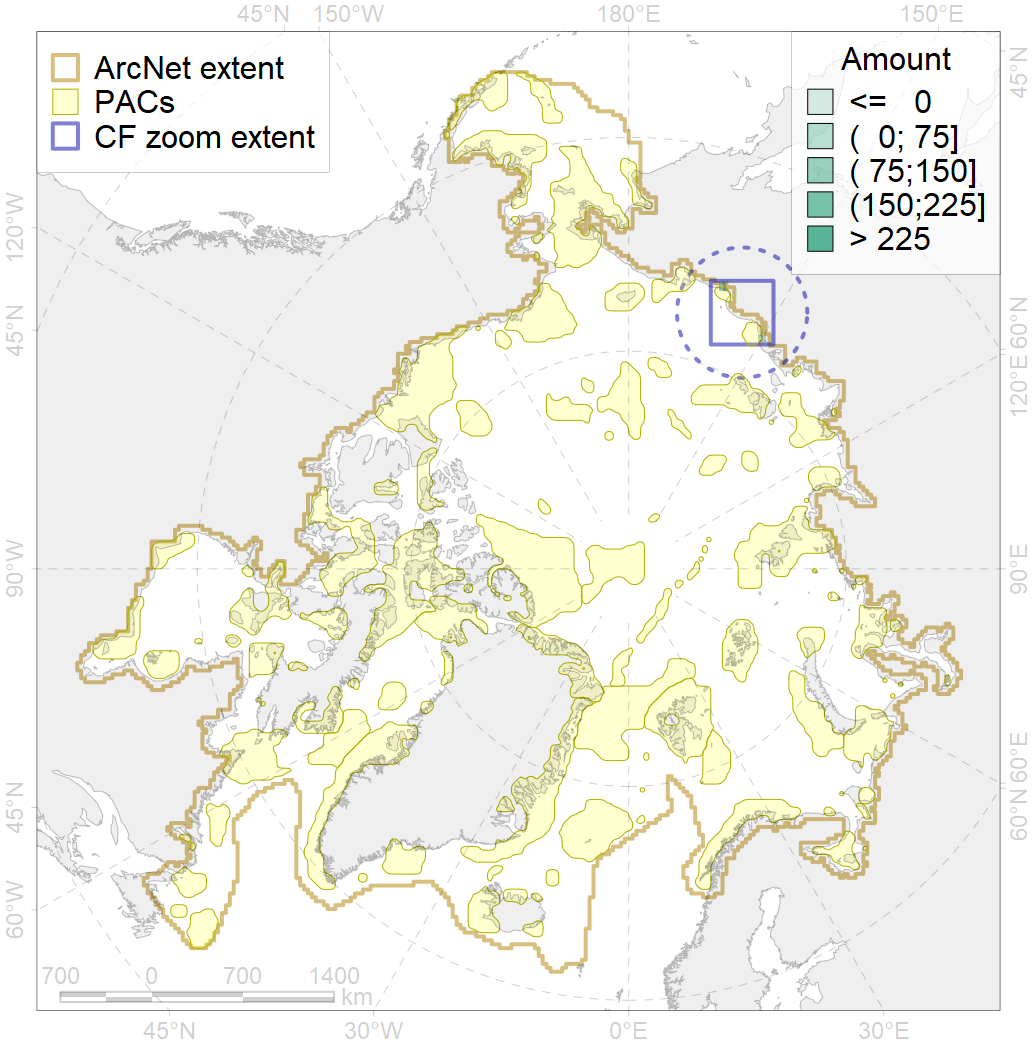 45°N 150°W 180°E 150°E
ArcNet extent
PACs
CF zoom extent
Amount
<= 0
( 0; 75]
( 75;150]
(150;225]
> 225
45°N
120°W
60°N
45°N
120°E
90°W
90°E
45°N
60°E
60°N
60°W
700 0 700 1400
km
45°N 30°W 0°E 30°E